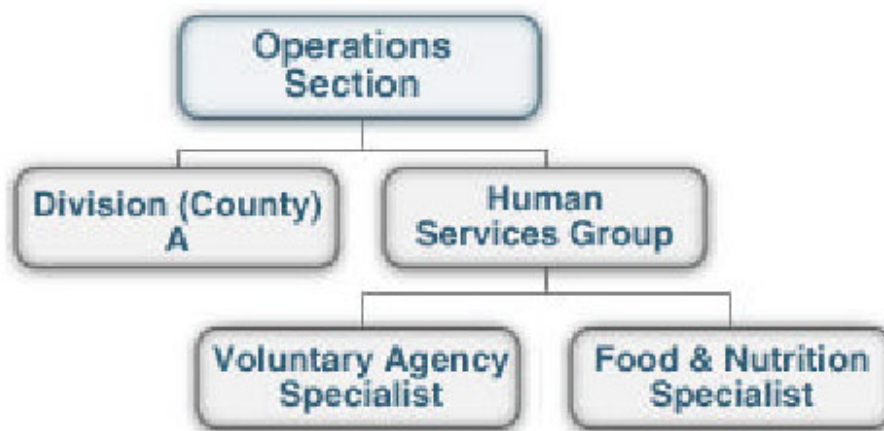 Operations
Section
Division (County)
A
Human
Services Group
Voluntary Agency
Specialist
Food & Nutrition
Specialist